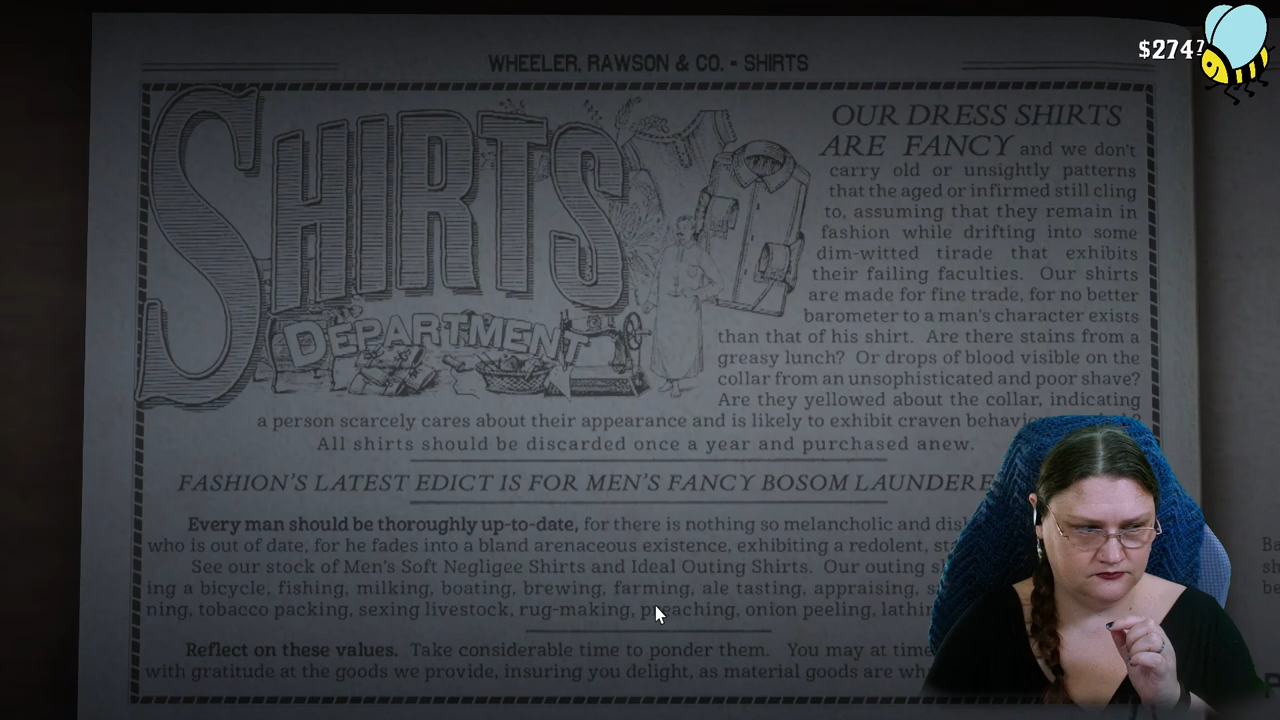 WHEELER, RAWSON & CO. - SHIRTS
$274
SHIRTS
DEPARTMENT
OUR DRESS SHIRTS
ARE FANCY and we don't
carry old or unsightly patterns
that the aged or infirmed still cling
to, assuming that they remain in
fashion while drifting into some
dim-witted tirade that exhibits
their failing faculties. Our shirts
are made for fine trade, for no better
barometer to a man's character exists
than that of his shirt. Are there stains from a
greasy lunch? Or drops of blood visible on the
collar from an unsophisticated and poor shave?
Are they yellowed about the collar, indicating
a person scarcely cares about their appearance and is likely to exhibit craven
All shirts should be discarded once a year and purchased anew.
FASHION'S LATEST EDICT IS FOR MEN'S FANCY BOSOM
Every man should be thoroughly up-to-date, for there is nothing so melancholic and
who is out of date, for he fades into a bland arenaceous existence, exhibiting a redolent,
See our stock of Men's Soft Negligee Shirts and Ideal Outing Shirts. Our outing
ing a bicycle, fishing, milking, boating, brewing, farming, ale tasting, appraising,
ning, tobacco packing, sexing livestock, rug-making, preaching, onion peeling,
Reflect on these values. Take considerable time to ponder them. You may at
with gratitude at the goods we provide, insuring you delight, as material goods are